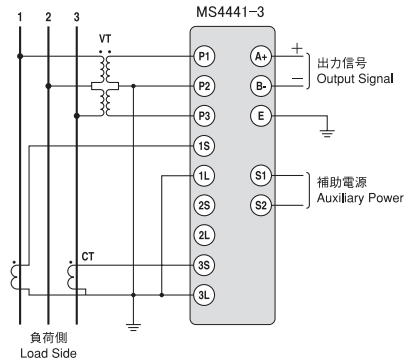 MS4441-3
1 2 3
VT
P1 A+ + 出力信号
P2 B- − Output Signal
P3 E
1S
1L S1 補助電源
2S S2 Auxiliary Power
2L
CT 3S
3L
負荷側
Load Side